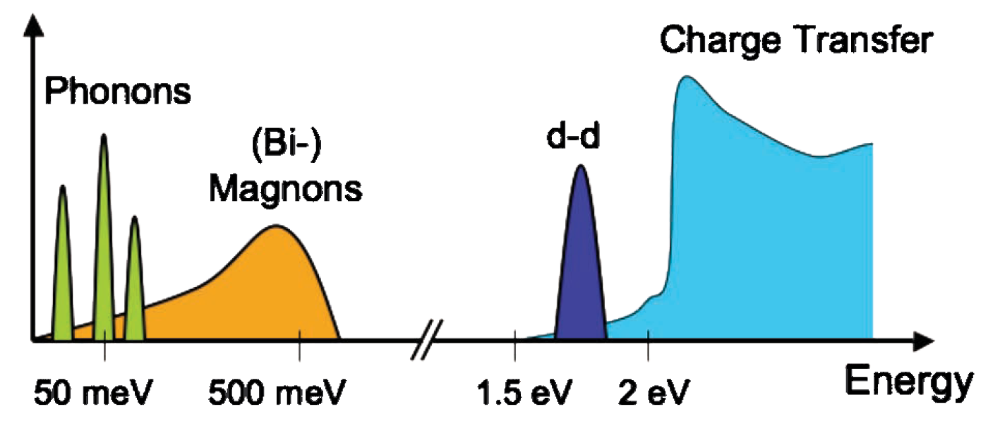 Charge Transfer
Phonons
(Bi-)
Magnons
d-d
50 meV
500 meV
1.5 eV
2 eV
Energy